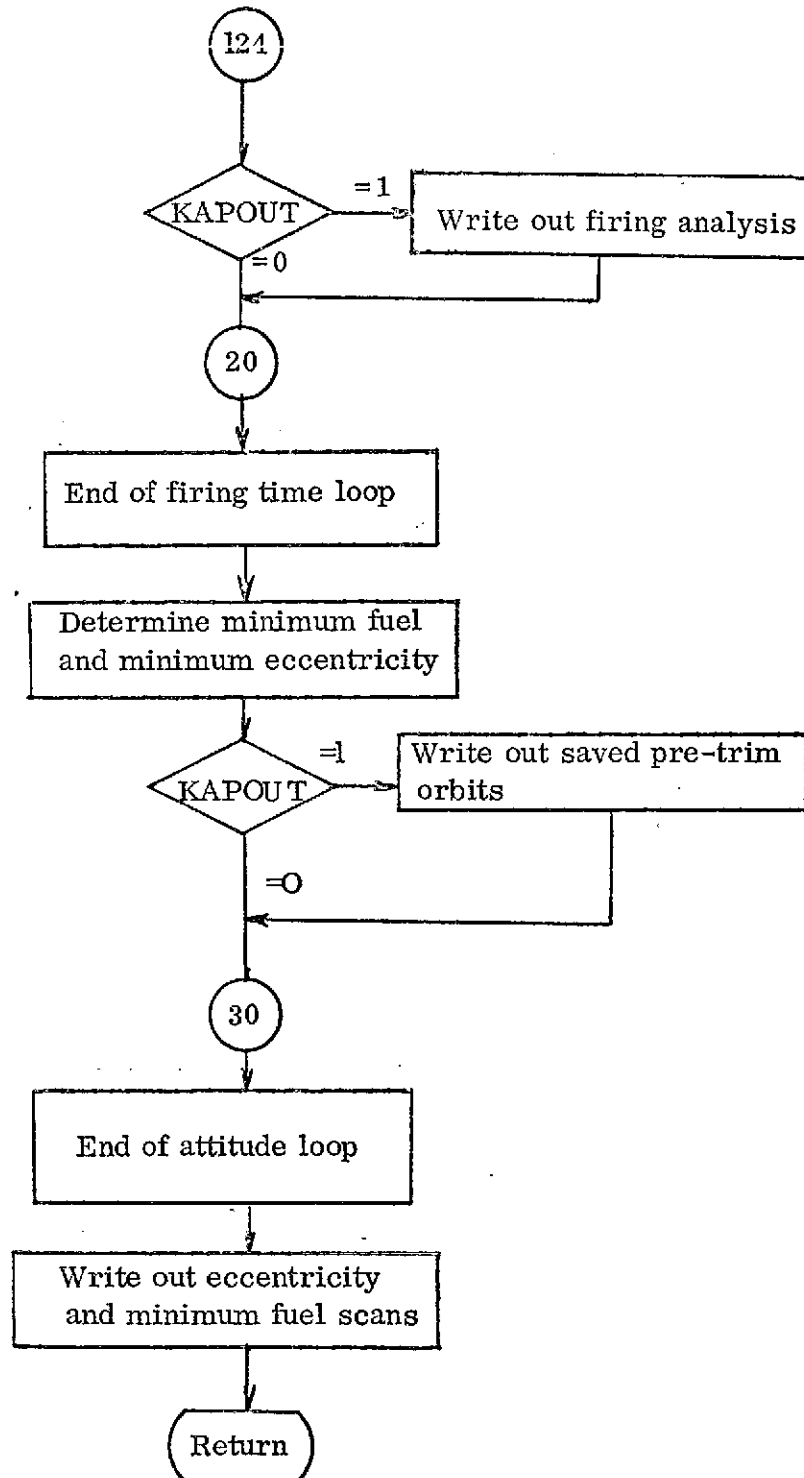 124
=1
KAPOUT
Write out firing analysis
=0
20
End of firing time loop
Determine minimum fuel
and minimum eccentricity
=1
Write out saved pre-trim
KAPOUT
orbits
=O
30
End of attitude loop
Write out eccentricity
and minimum fuel scans
Return